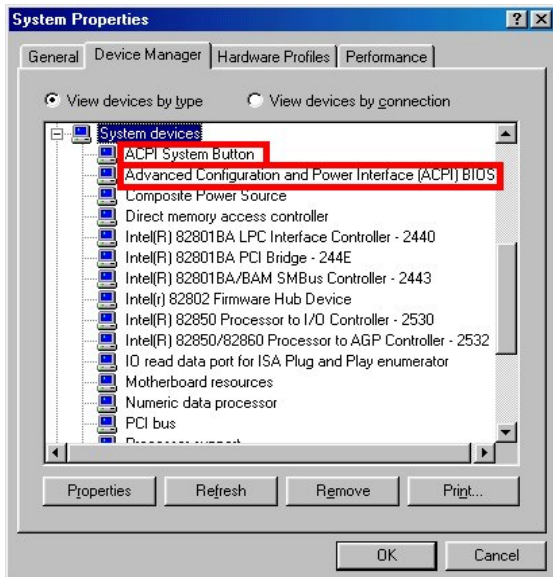 System Properties
General Device Manager Hardware Profiles Performance
View devices by type View devices by connection
System devices
ACPI System Button
Advanced Configuration and Power Interface (ACPI) BIOS
Composite Power Source
Direct memory access controller
Intel(R) 82801BA LPC Interface Controller - 2440
Intel(R) 82801BA PCI Bridge - 244E
Intel(R) 82801BA/BAM SMBus Controller - 2443
Intel(r) 82802 Firmware Hub Device
Intel(R) 82850 Processor to I/O Controller - 2530
Intel(R) 82850/82860 Processor to AGP Controller - 2532
IO read data port for ISA Plug and Play enumerator
Motherboard resources
Numeric data processor
PCI bus
Properties Refresh Remove Print...
OK Cancel